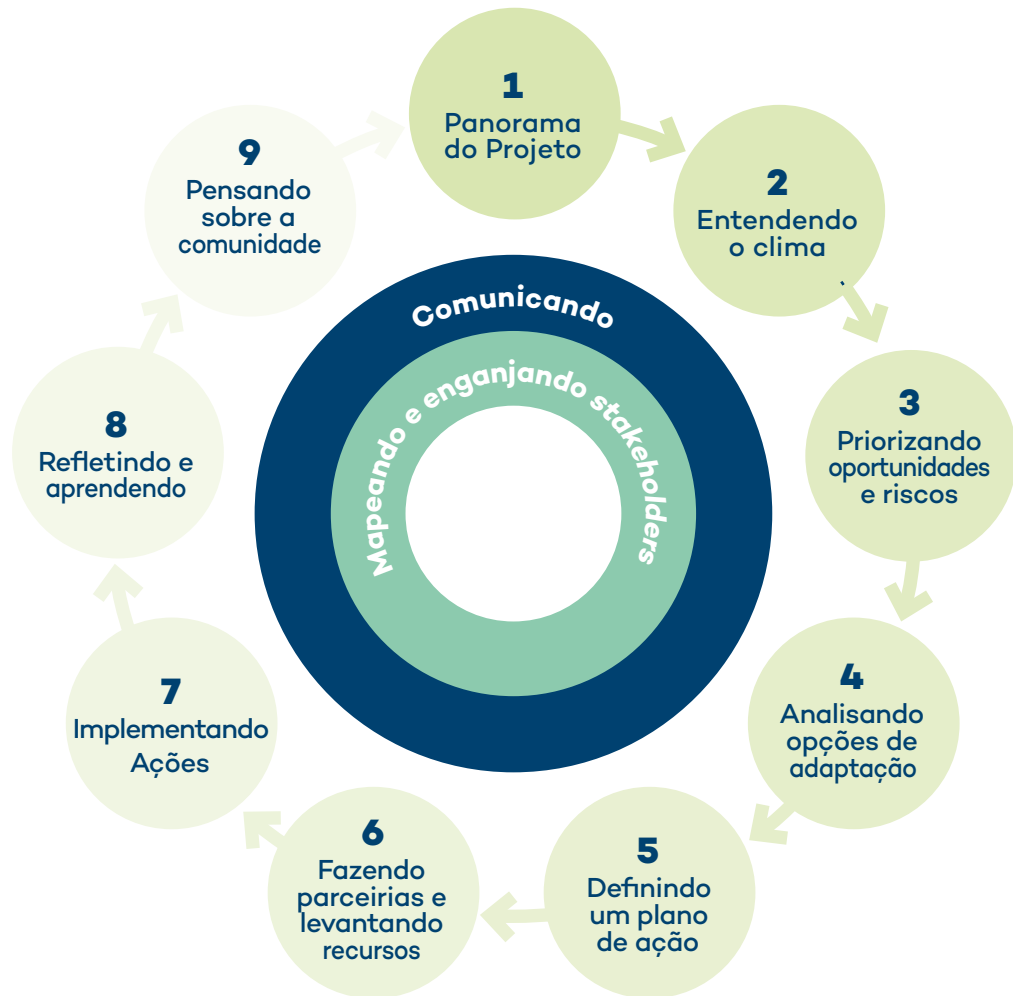 1
Panorama
do Projeto
2
Entendendo
o clima
3
Priorizando
oportunidades
e riscos
4
Analisando
opções de
adaptação
5
Definindo
um plano
de ação
6
Fazendo
parceirias e
levantando
recursos
7
Implementando
Ações
8
Refletindo e
aprendendo
9
Pensando
sobre a
comunidade
Comunicando
Mapeando e enganjando stakeholders